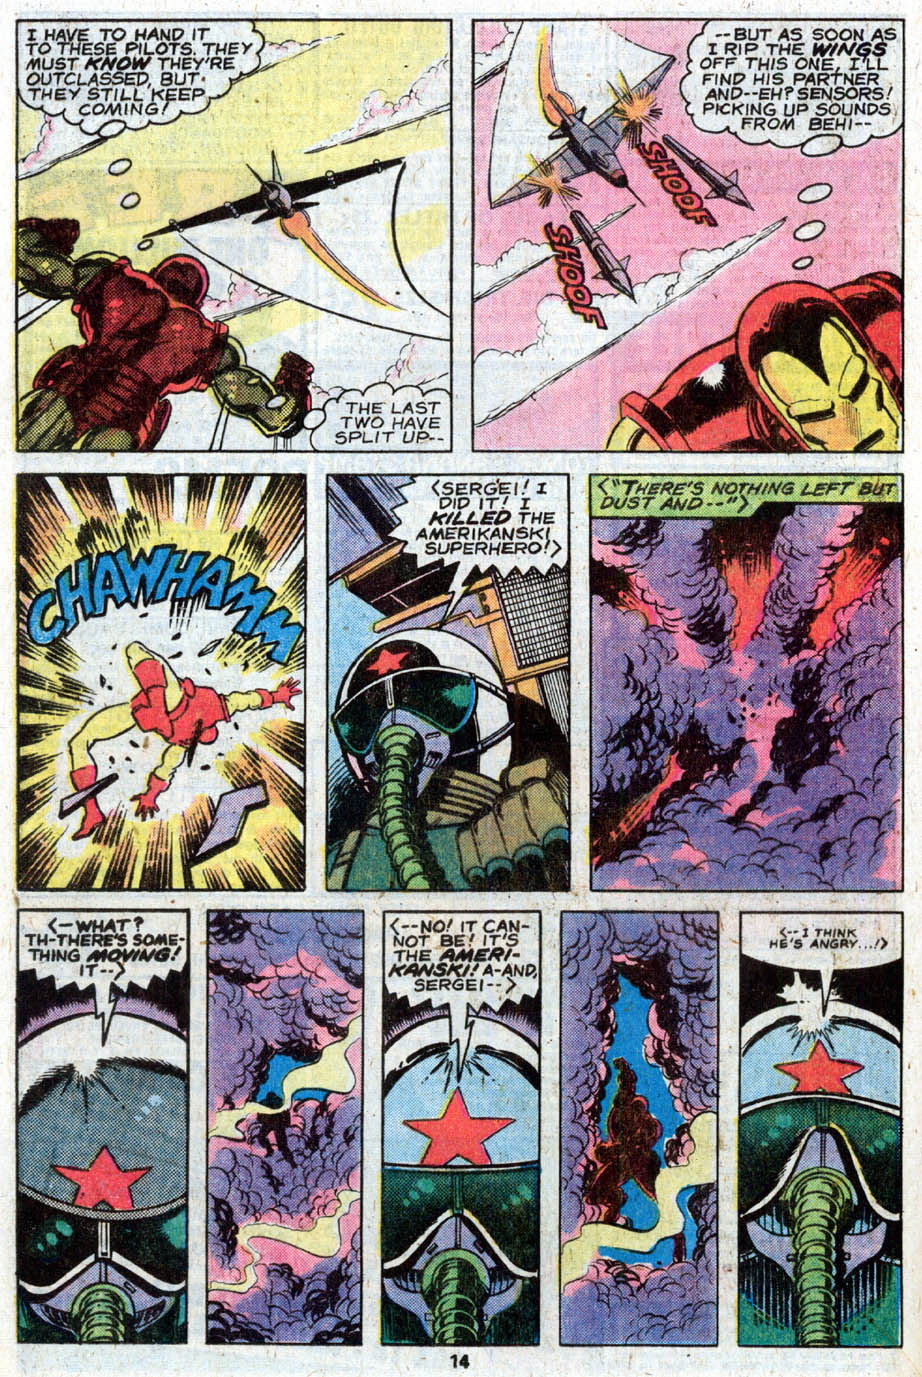 I HAVE TO HAND IT
TO THESE PILOTS. THEY
MUST KNOW THEY'RE
OUTCLASSED, BUT
THEY STILL KEEP
COMING!
THE LAST
TWO HAVE
SPLIT UP--
--BUT AS SOON AS
I RIP THE WINGS
OFF THIS ONE, I'LL
FIND HIS PARTNER
AND--EH? SENSORS!
PICKING UP SOUNDS
FROM BEHI--
SHOOF
SHOOF
CHAWHAMM
<SERGEI! I
DID IT! I
KILLED THE
AMERIKANSKI
SUPERHERO!>
<"THERE'S NOTHING LEFT BUT
DUST AND--">
<--WHAT?
TH-THERE'S SOME-
THING MOVING!
IT-->
<--NO! IT CAN-
NOT BE! IT'S
THE AMERI-
KANSKI! A-AND,
SERGEI-->
<--I THINK
HE'S ANGRY...!>
14